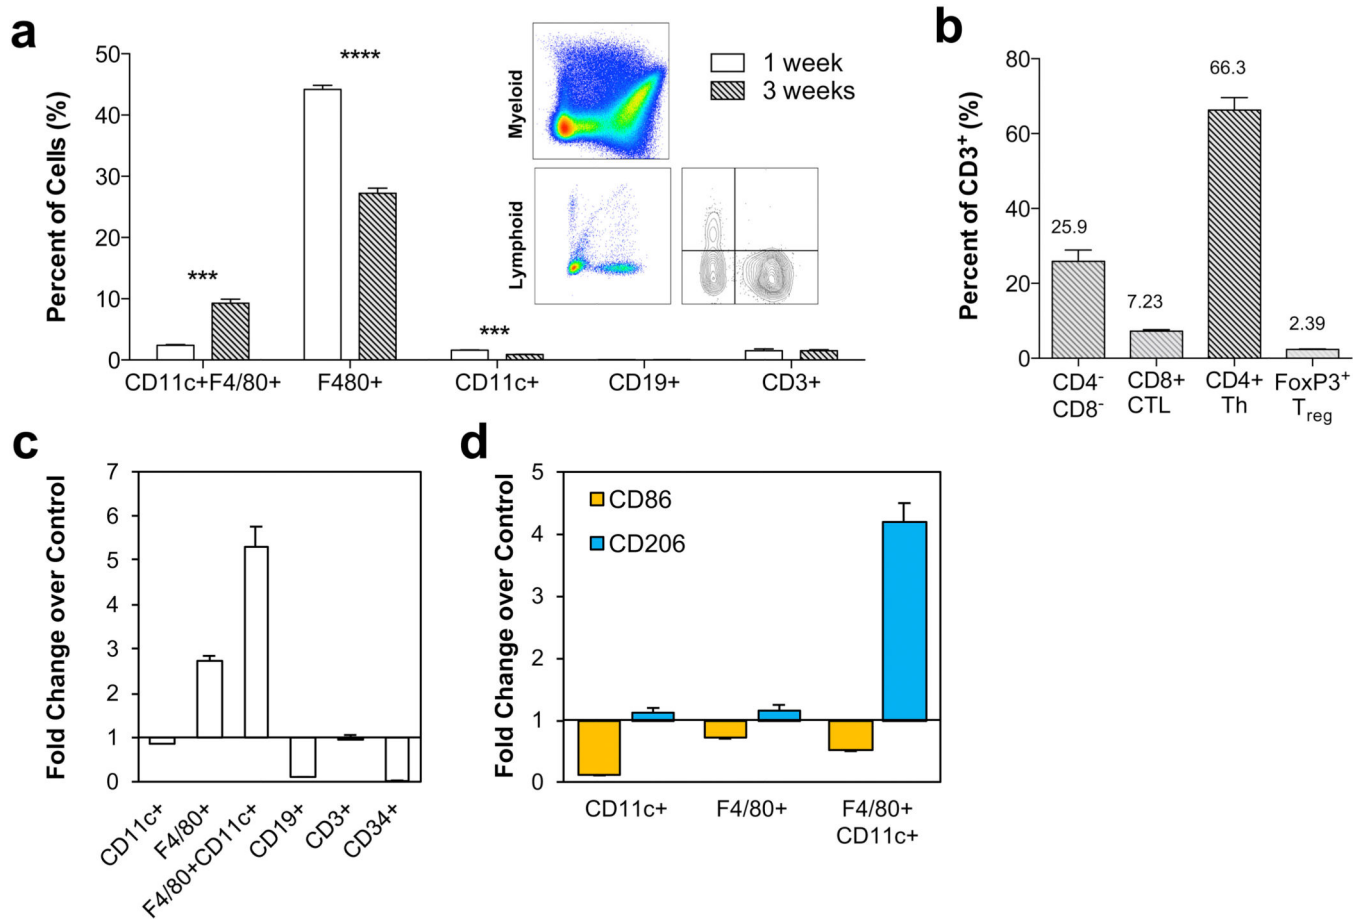 a
Percent of Cells (%)
50
40
30
20
10
0
***
****
***
CD11c+F4/80+
F480+
CD11c+
CD19+
CD3+
Myeloid
Lymphoid
1 week
3 weeks
b
Percent of CD3+ (%)
80
60
40
20
0
25.9
7.23
66.3
2.39
CD4-
CD8-
CD8+
CTL
CD4+
Th
FoxP3+
Treg
c
Fold Change over Control
7
6
5
4
3
2
1
0
CD11c+
F4/80+
F4/80+CD11c+
CD19+
CD3+
CD34+
d
Fold Change over Control
5
4
3
2
1
0
CD86
CD206
CD11c+
F4/80+
F4/80+
CD11c+